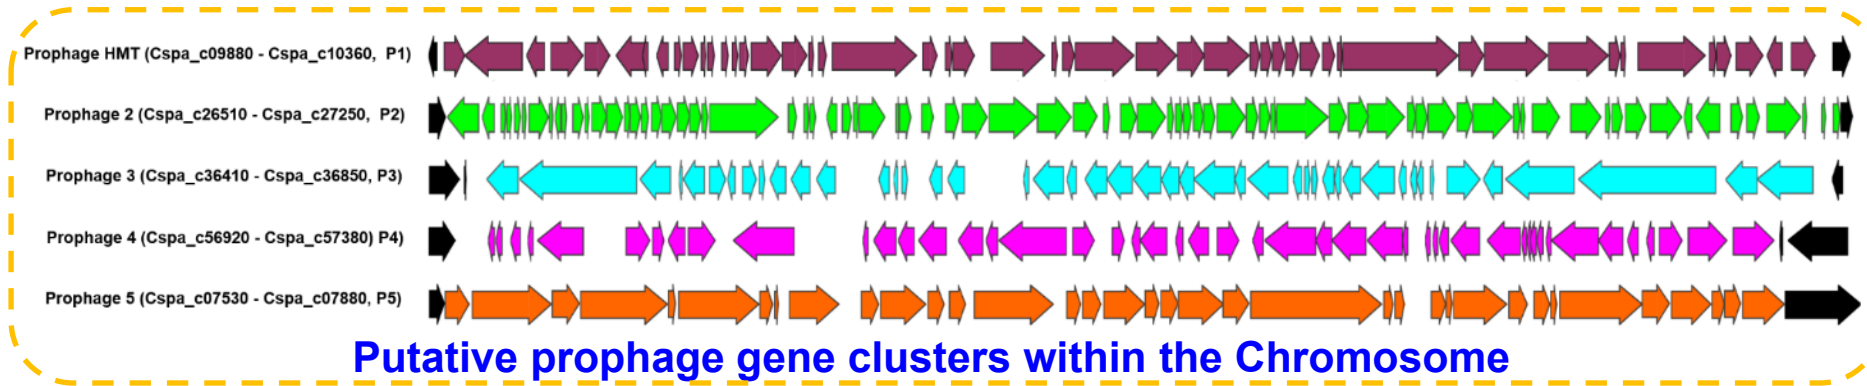 Prophage HMT (Cspa_c09880 - Cspa_c10360, P1)
Prophage 2 (Cspa_c26510 - Cspa_c27250, P2)
Prophage 3 (Cspa_c36410 - Cspa_c36850, P3)
Prophage 4 (Cspa_c56920 - Cspa_c57380) P4)
Prophage 5 (Cspa_c07530 - Cspa_c07880, P5)
Putative prophage gene clusters within the Chromosome